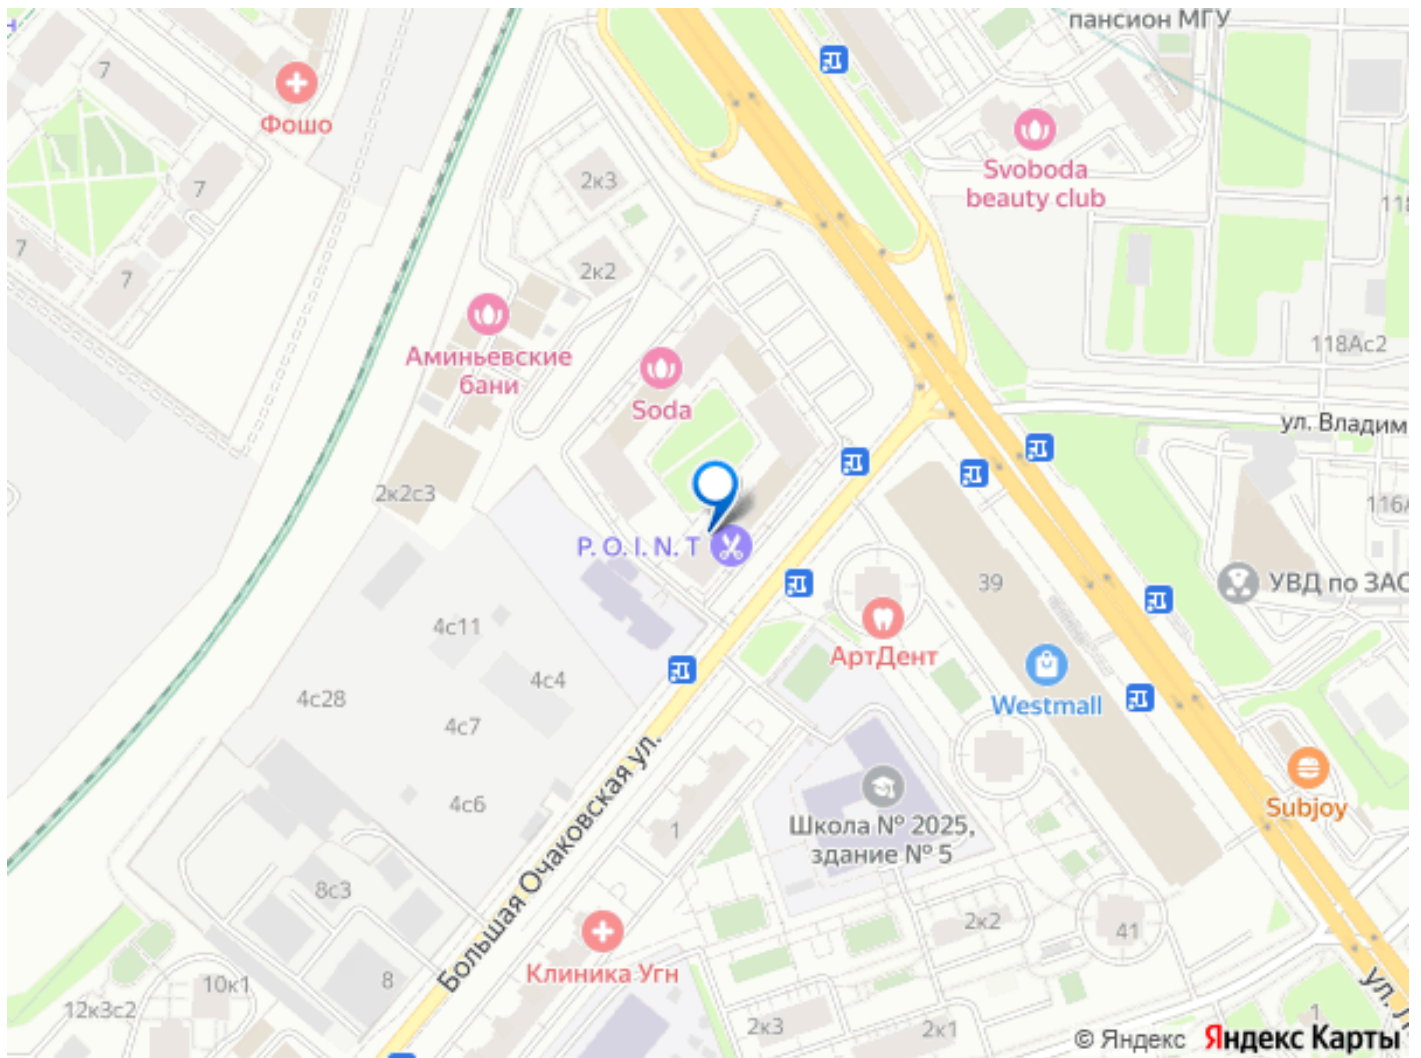 пансион МГУ
7
Фошо
2к3
Svoboda
beauty club
7
7
7
2к2
Аминьевские
бани
118Ас2
Soda
ул. Владим
2к2с3
P. O. I. N. T
39
УВД по ЗАО
4с11
АртДент
4с4
4с28
Westmall
4с7
4с6
Subjoy
Школа № 2025,
здание № 5
1
Большая Очаковская ул.
8с3
2к2
41
Клиника Угн
8
10к1
12к3с2
2к3
2к1
1
ул. Л
© Яндекс Яндекс Карты